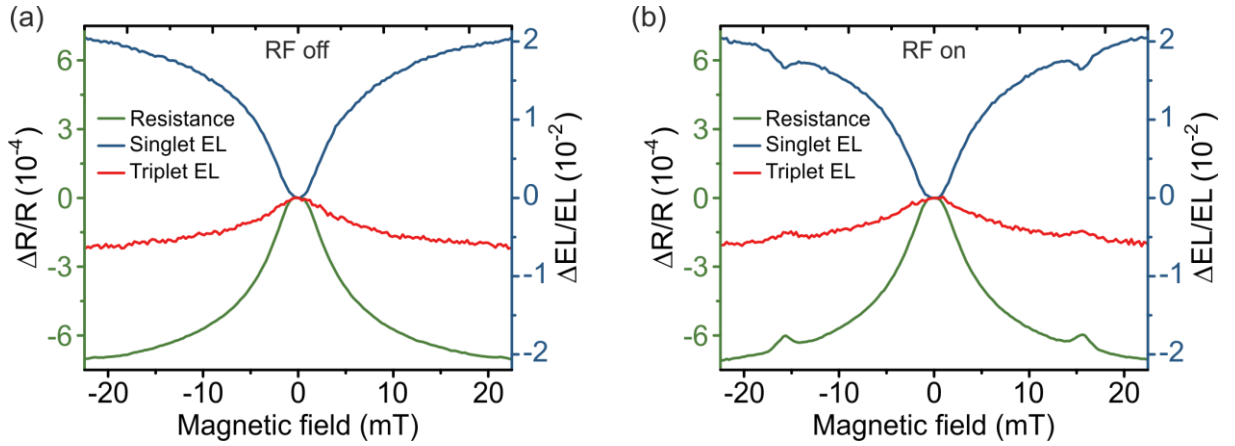 (a)
RF off
Resistance
Singlet EL
Triplet EL
6
3
0
-3
-6
ΔR/R (10⁻⁴)
2
1
0
-1
-2
ΔEL/EL (10⁻²)
-20 -10 0 10 20
Magnetic field (mT)
(b)
RF on
Resistance
Singlet EL
Triplet EL
6
3
0
-3
-6
ΔR/R (10⁻⁴)
2
1
0
-1
-2
ΔEL/EL (10⁻²)
-20 -10 0 10 20
Magnetic field (mT)